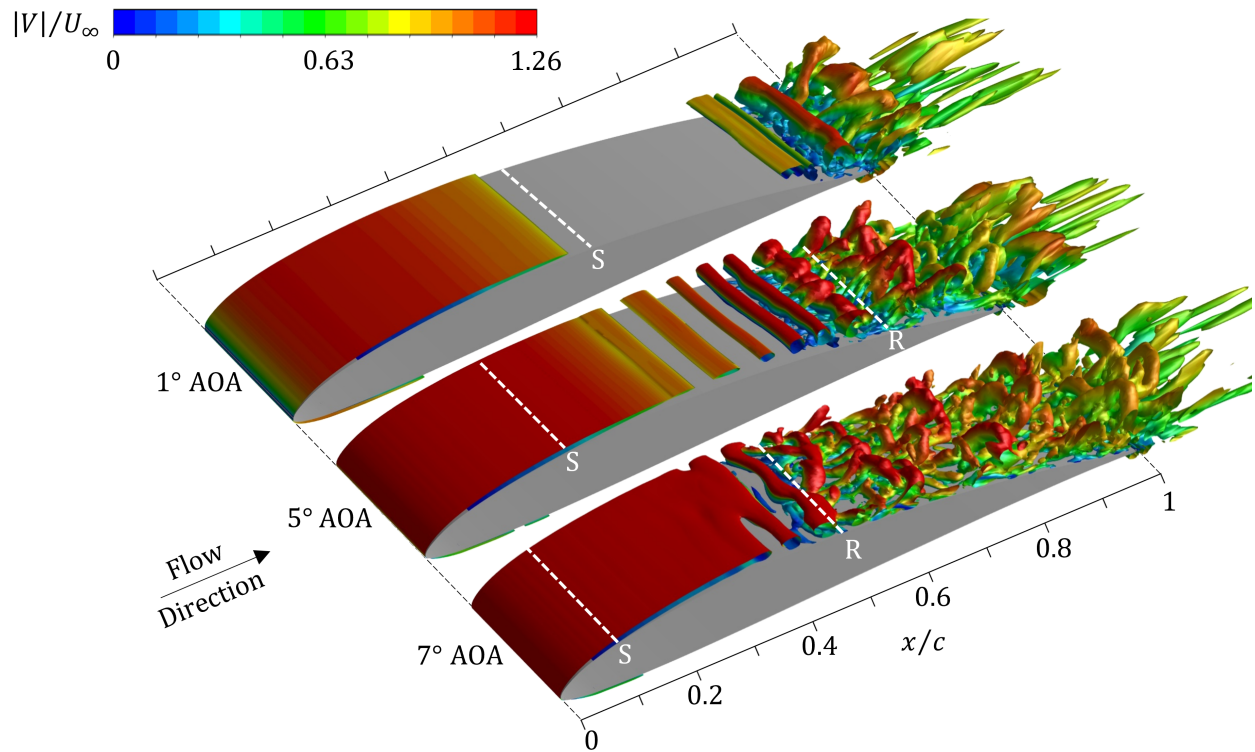 |V|/U∞
0 0.63 1.26
S
1° AOA
R
S
5° AOA
1
R
Flow
Direction
0.8
0.6
S
7° AOA
0.4
x/c
0.2
0